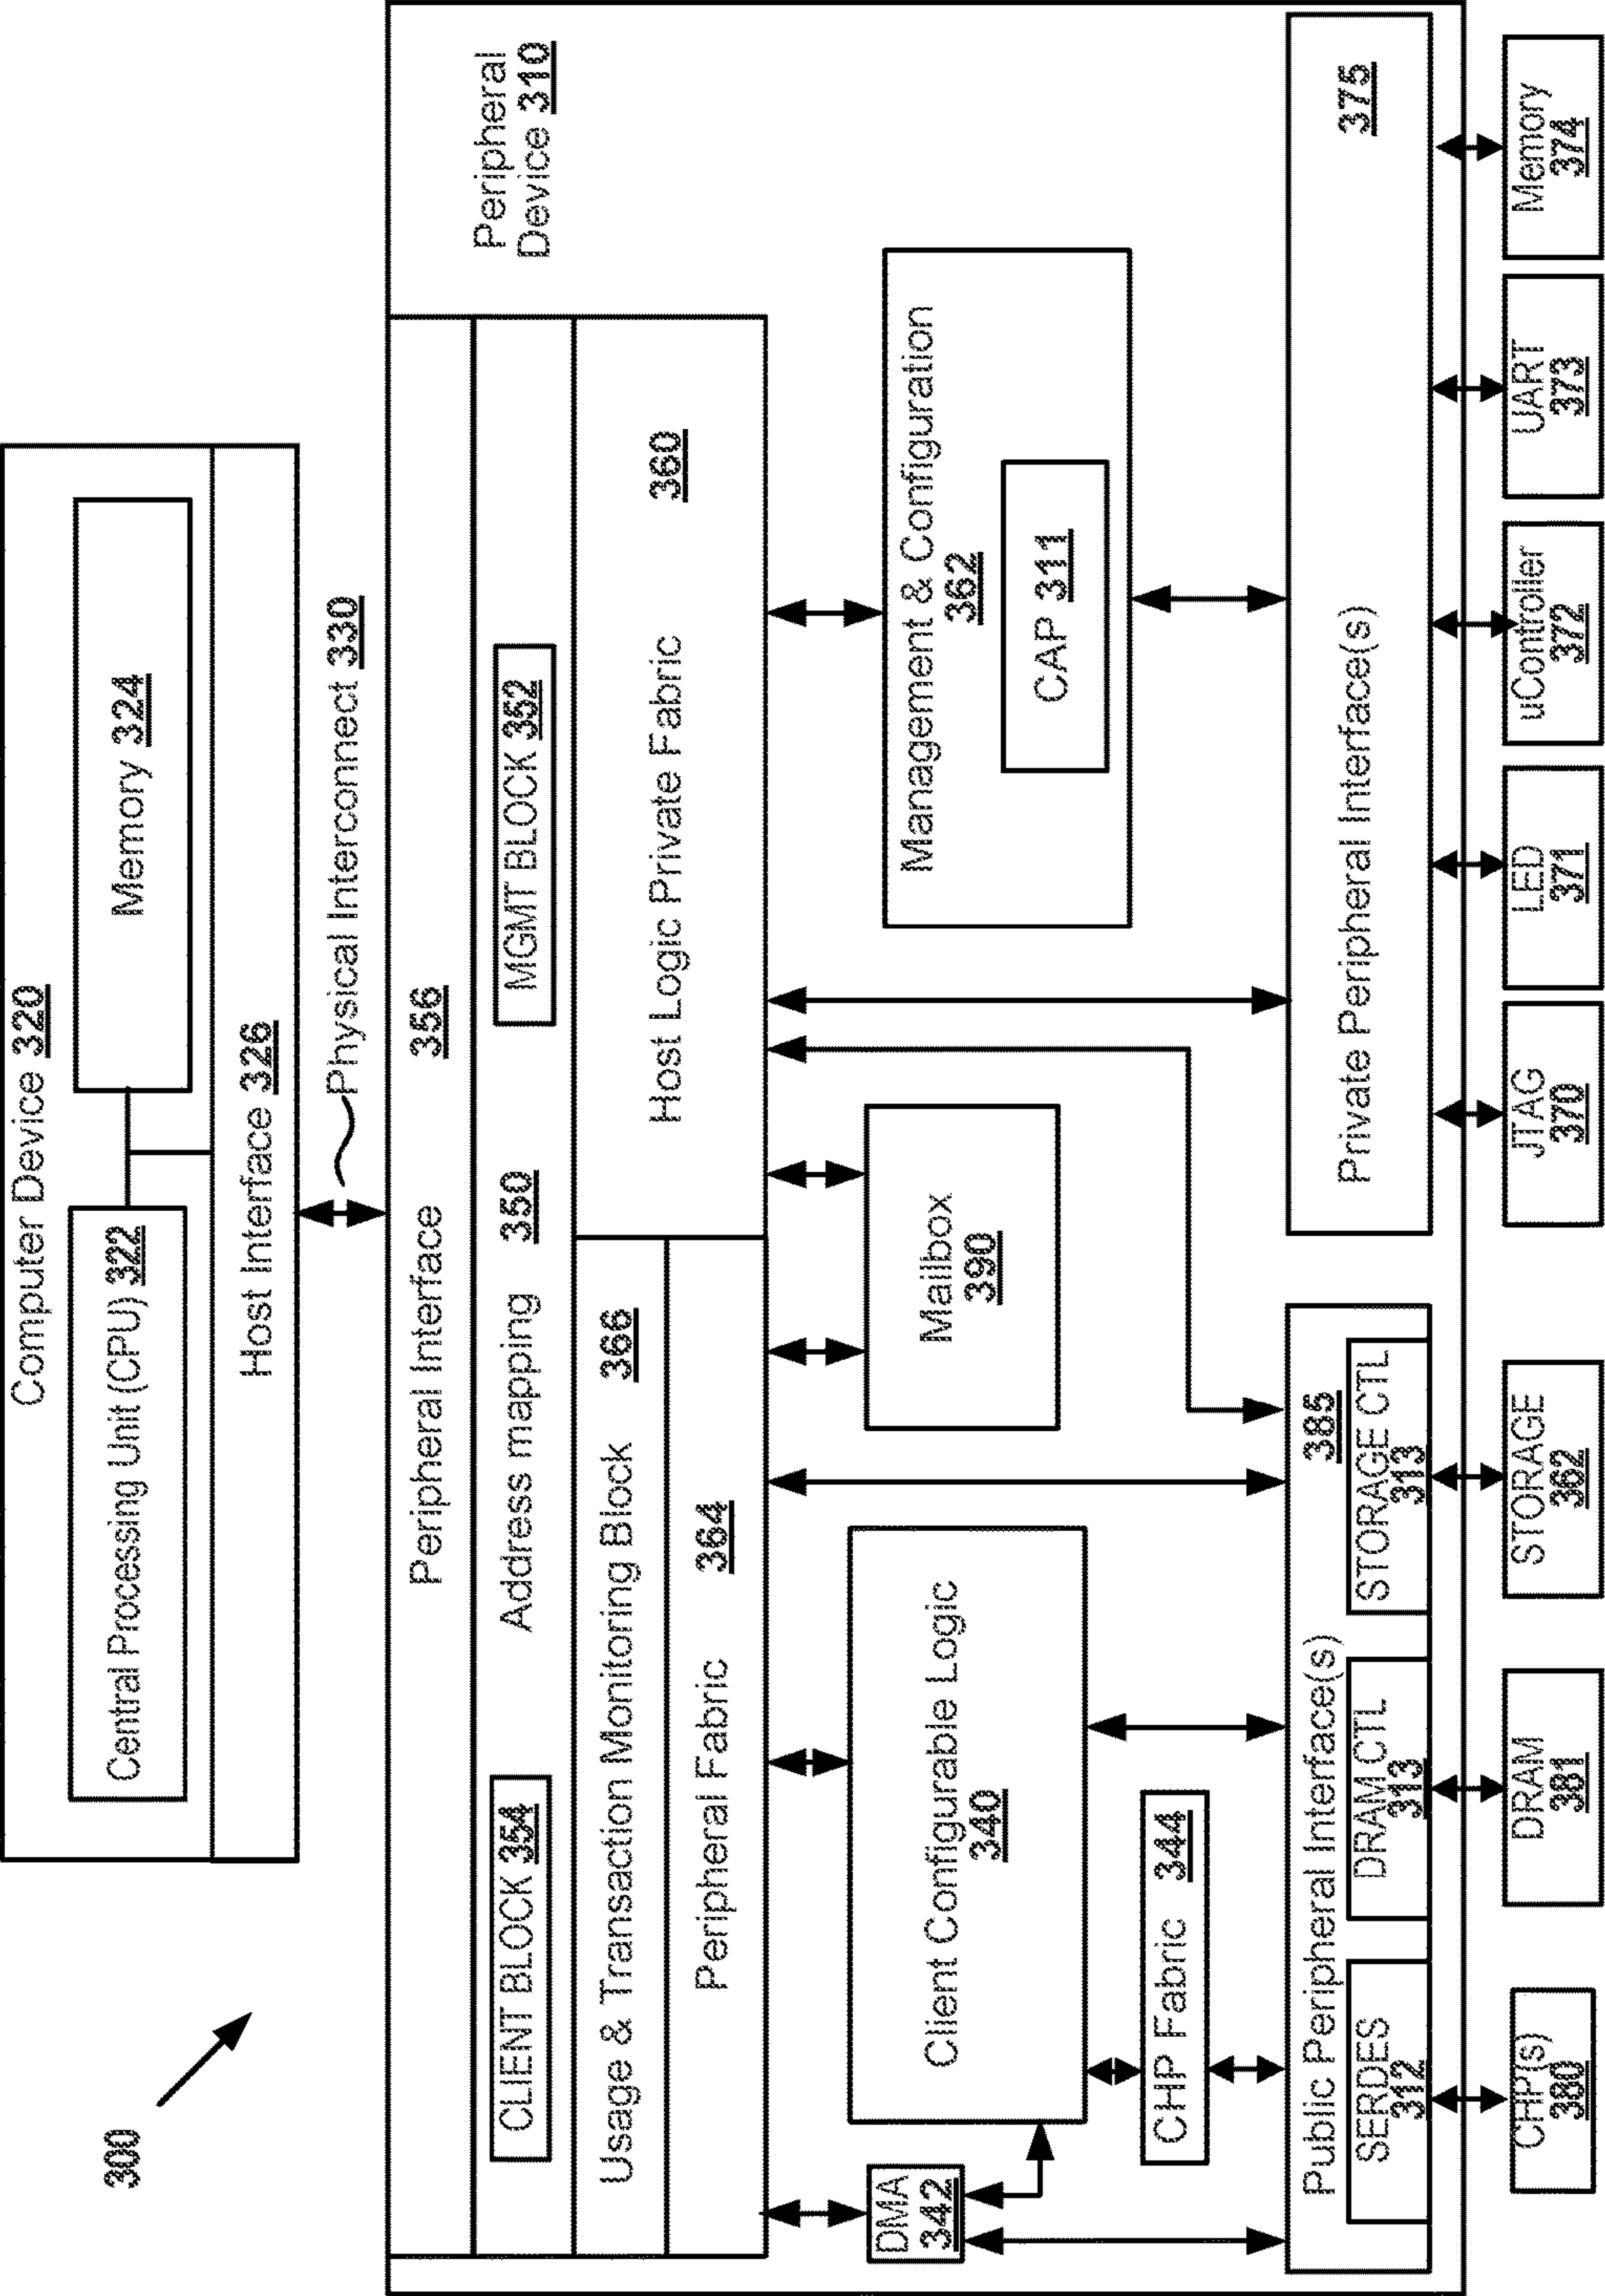 300
Computer Device 320
Central Processing Unit (CPU) 322
Memory 324
Host Interface 326
Physical Interconnect 330
Peripheral Interface 356
Peripheral
Device 310
CLIENT BLOCK 354
Address mapping 350
MGMT BLOCK 352
Usage & Transaction Monitoring Block 366
Peripheral Fabric 364
Host Logic Private Fabric 360
DMA
342
Client Configurable Logic
340
Mailbox
390
Management & Configuration
362
CAP 311
CHP Fabric 344
Public Peripheral Interface(s) 385
SERDES
312
DRAM CTL
313
STORAGE CTL
313
Private Peripheral Interface(s) 375
CHP(s)
380
DRAM
381
STORAGE
362
JTAG
370
LED
371
uController
372
UART
373
Memory
374